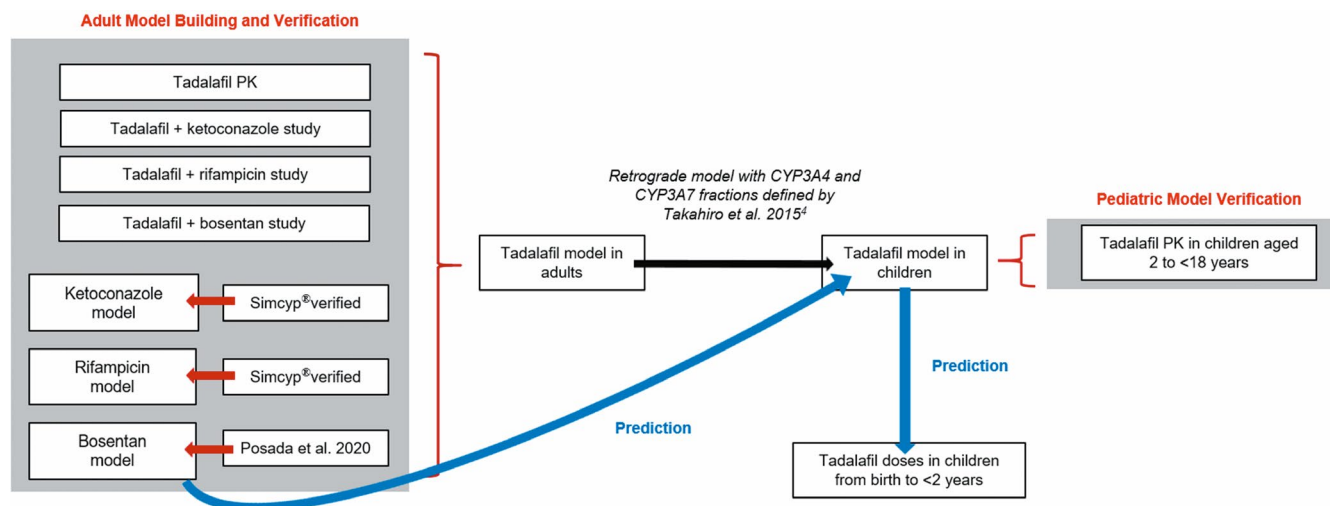 Adult Model Building and Verification
Tadalafil PK
Tadalafil + ketoconazole study
Tadalafil + rifampicin study
Tadalafil + bosentan study
Ketoconazole
model
Simcyp®verified
Rifampicin
model
Simcyp®verified
Bosentan
model
Posada et al. 2020
Tadalafil model in
adults
Retrograde model with CYP3A4 and
CYP3A7 fractions defined by
Takahiro et al. 2015⁴
Tadalafil model in
children
Pediatric Model Verification
Tadalafil PK in children aged
2 to <18 years
Prediction
Prediction
Tadalafil doses in children
from birth to <2 years